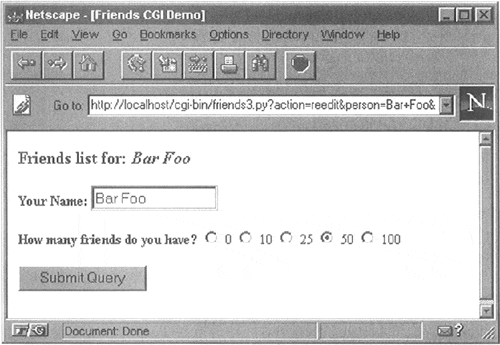 Netscape - [Friends CGI Demo]
File Edit View Go Bookmarks Options Directory Window Help
Go to: http://localhost/cgi-bin/friends3.py?action=reedit&person=Bar+Foo&
N
Friends list for: Bar Foo
Your Name: Bar Foo
How many friends do you have? 0 10 25 50 100
Submit Query
Document: Done
?